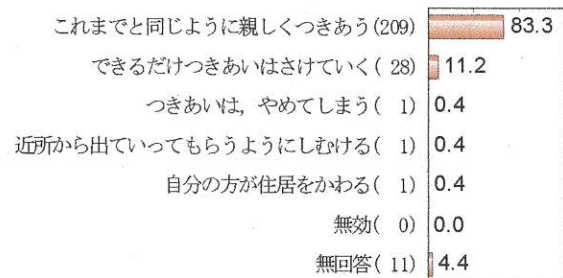 これまでと同じように親しくつきあう(209) 83.3
できるだけつきあいはさけていく( 28) 11.2
つきあいは，やめてしまう( 1) 0.4
近所から出ていってもらうようにしむける( 1) 0.4
自分の方が住居をかわる( 1) 0.4
無効( 0) 0.0
無回答( 11) 4.4